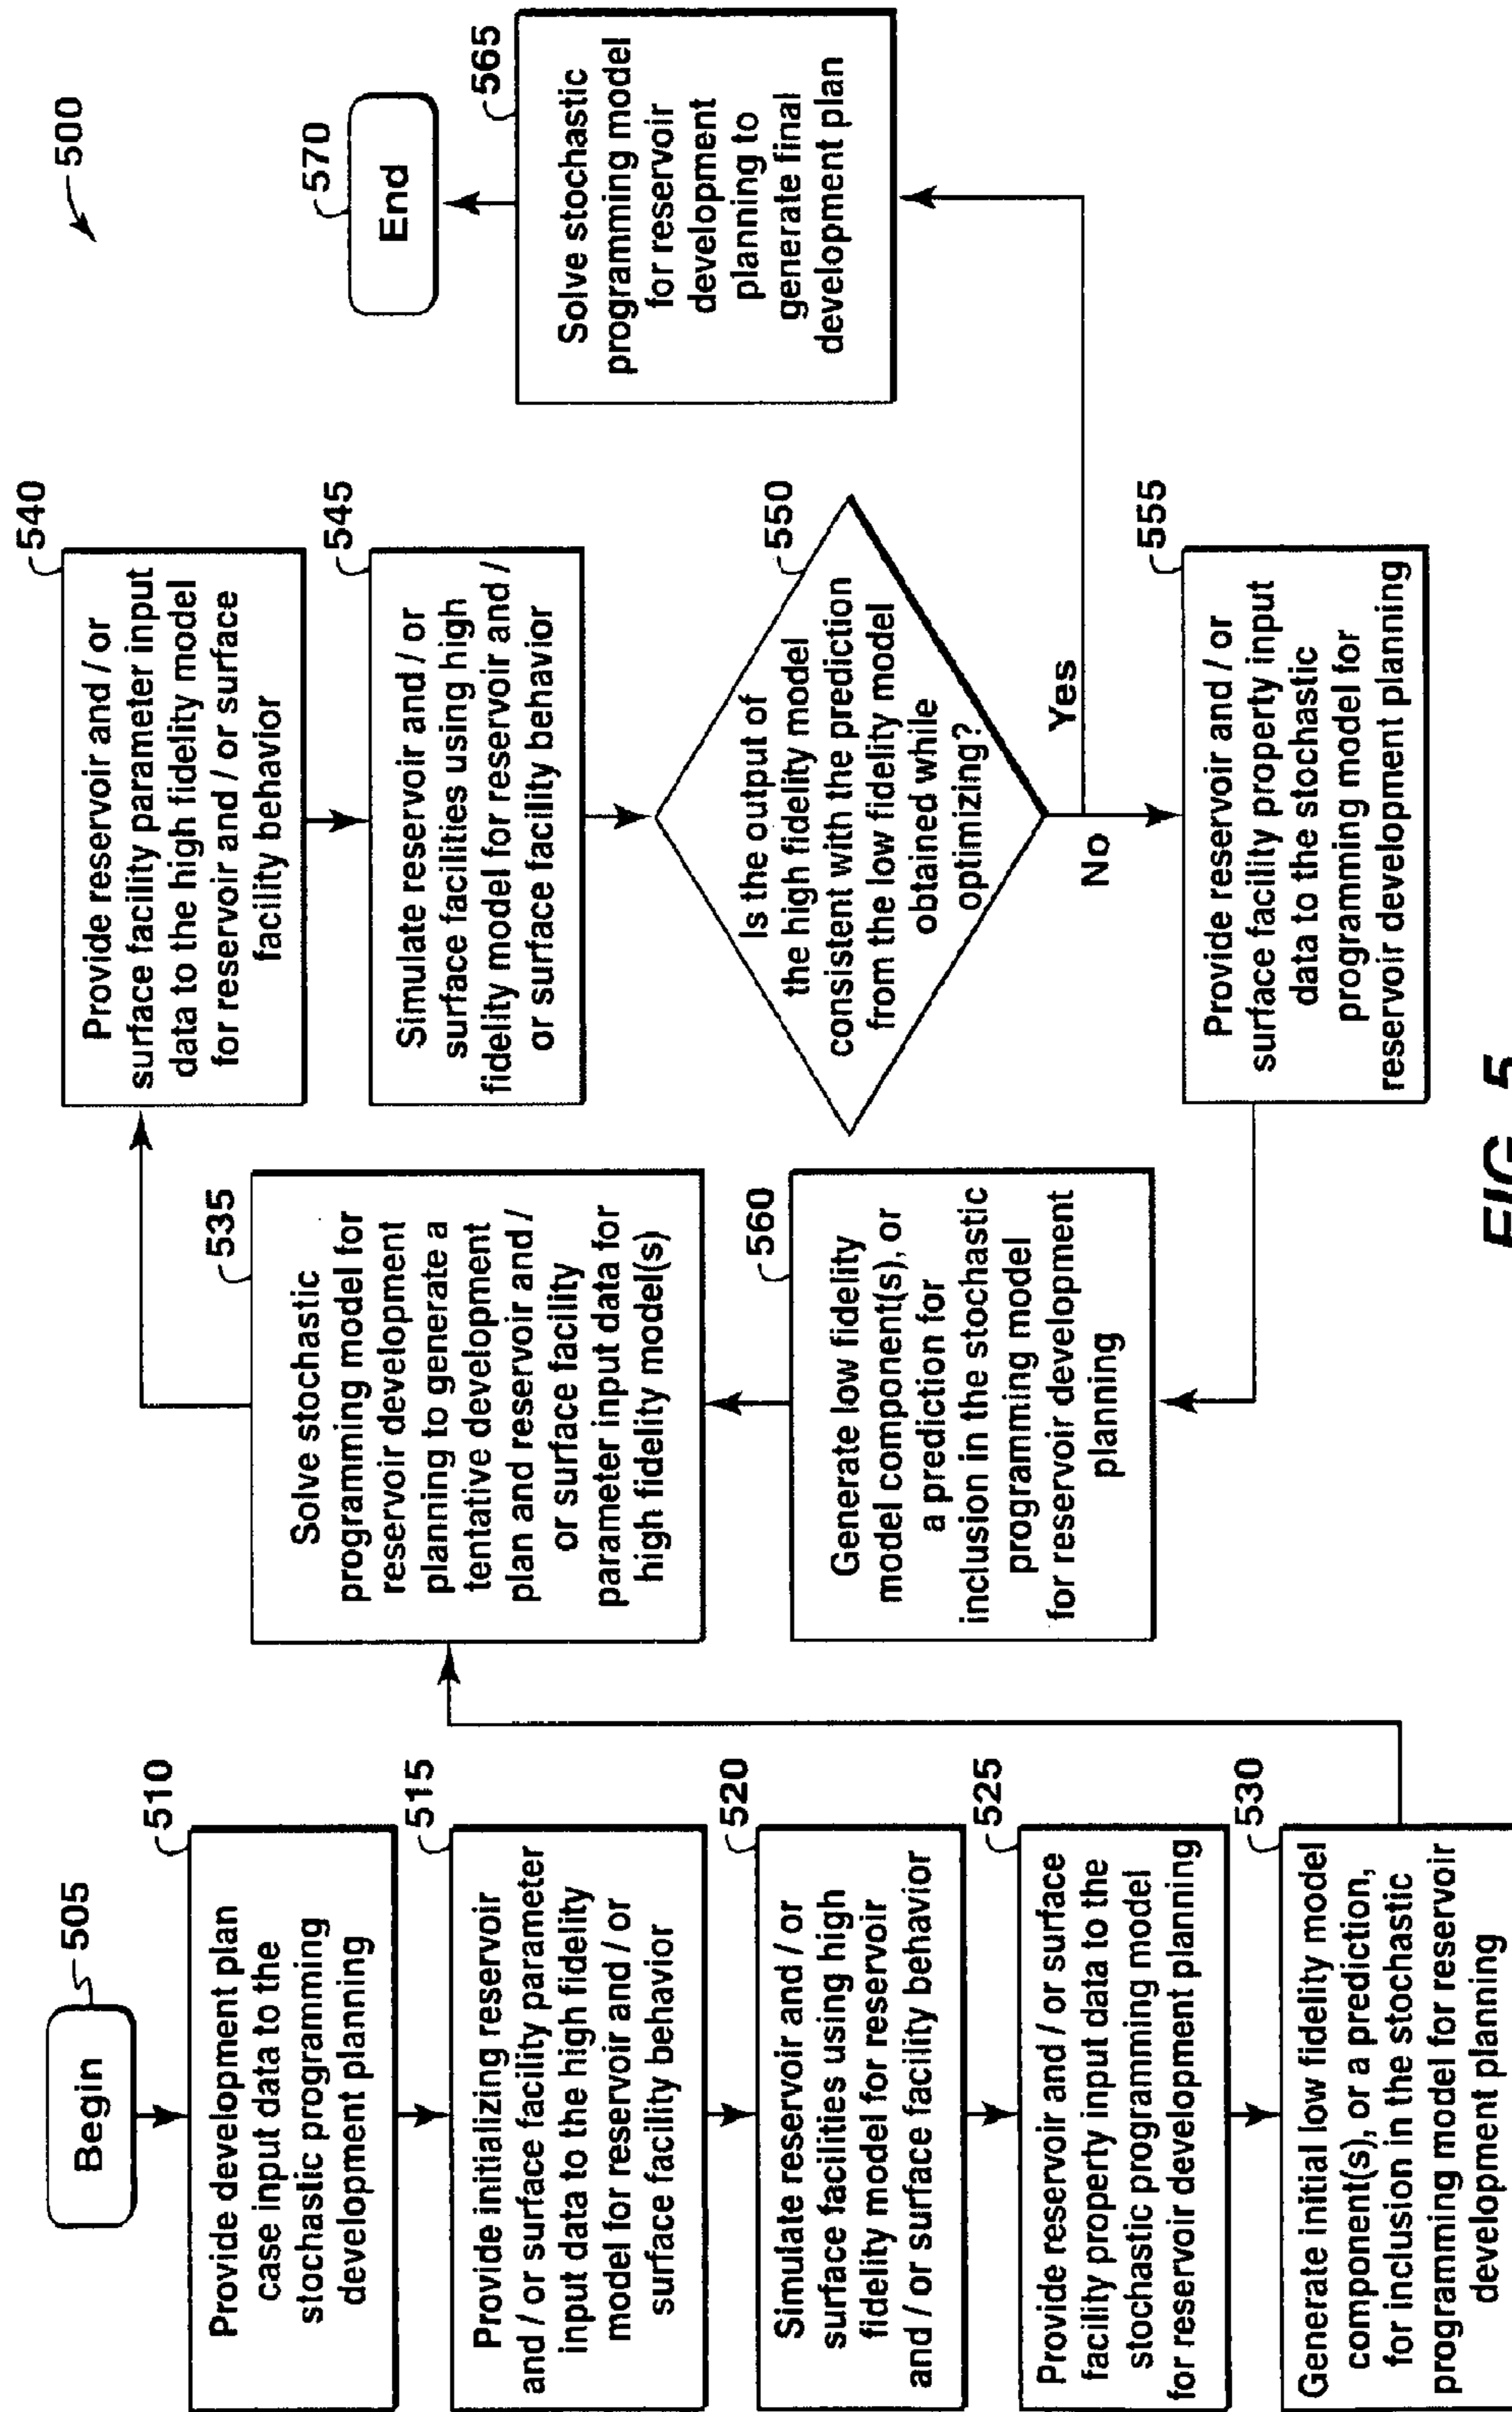 500
Begin
505
510
Provide development plan
case input data to the
stochastic programming
development planning
515
Provide initializing reservoir
and / or surface facility parameter
input data to the high fidelity
model for reservoir and / or
surface facility behavior
520
Simulate reservoir and / or
surface facilities using high
fidelity model for reservoir
and / or surface facility behavior
525
Provide reservoir and / or surface
facility property input data to the
stochastic programming model
for reservoir development planning
530
Generate initial low fidelity model
component(s), or a prediction,
for inclusion in the stochastic
programming model for reservoir
development planning
535
Solve stochastic
programming model for
reservoir development
planning to generate a
tentative development
plan and reservoir and /
or surface facility
parameter input data for
high fidelity model(s)
560
Generate low fidelity
model component(s), or
a prediction for
inclusion in the stochastic
programming model
for reservoir development
planning
540
Provide reservoir and / or
surface facility parameter input
data to the high fidelity model
for reservoir and / or surface
facility behavior
545
Simulate reservoir and / or
surface facilities using high
fidelity model for reservoir and /
or surface facility behavior
550
Is the output of
the high fidelity model
consistent with the prediction
from the low fidelity model
obtained while
optimizing?
Yes
No
555
Provide reservoir and / or
surface facility property input
data to the stochastic
programming model for
reservoir development planning
565
Solve stochastic
programming model
for reservoir
development
planning to
generate final
development plan
570
End
FIG. 5